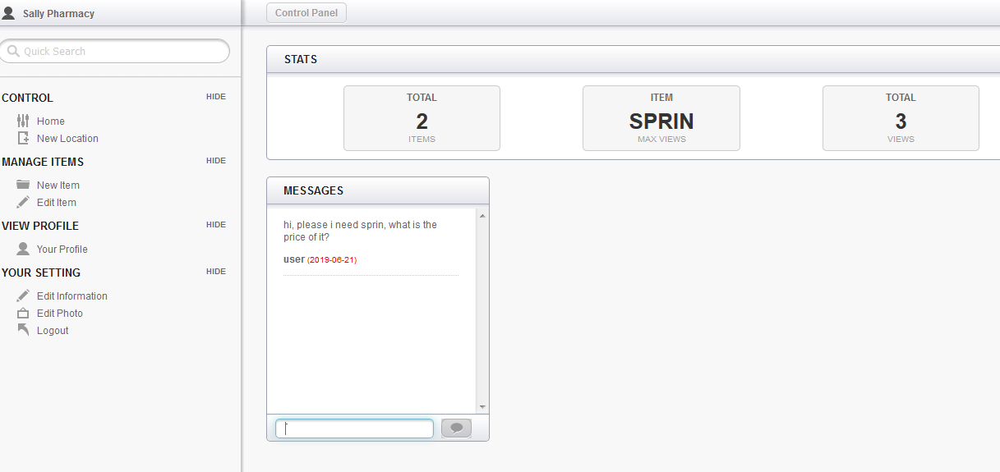 Sally Pharmacy
Control Panel
Quick Search
CONTROL HIDE
Home
New Location
MANAGE ITEMS HIDE
New Item
Edit Item
VIEW PROFILE HIDE
Your Profile
YOUR SETTING HIDE
Edit Information
Edit Photo
Logout
STATS
TOTAL
2
ITEMS
ITEM
SPRIN
MAX VIEWS
TOTAL
3
VIEWS
MESSAGES
hi, please i need sprin, what is the
price of it?
user (2019-06-21)